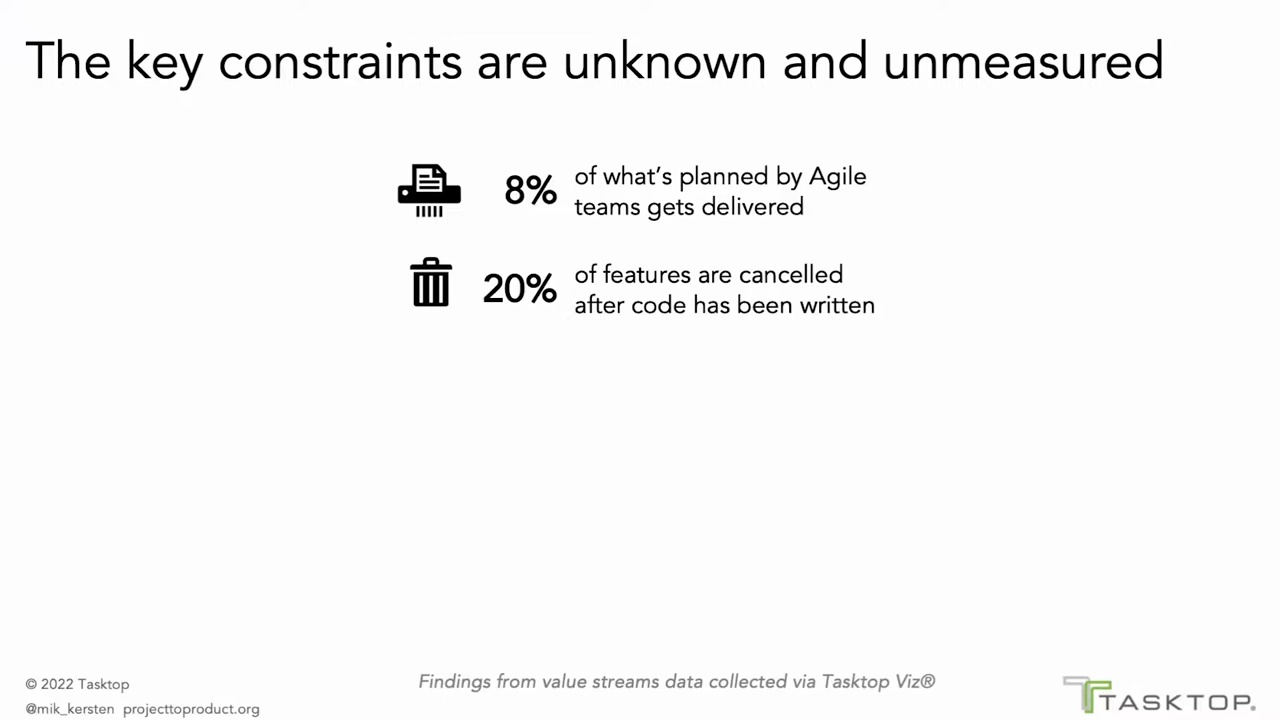 The key constraints are unknown and unmeasured
8% of what's planned by Agile
teams gets delivered
20% of features are cancelled
after code has been written
© 2022 Tasktop
@mik_kersten projecttoproduct.org
Findings from value streams data collected via Tasktop Viz®
TASKTOP®